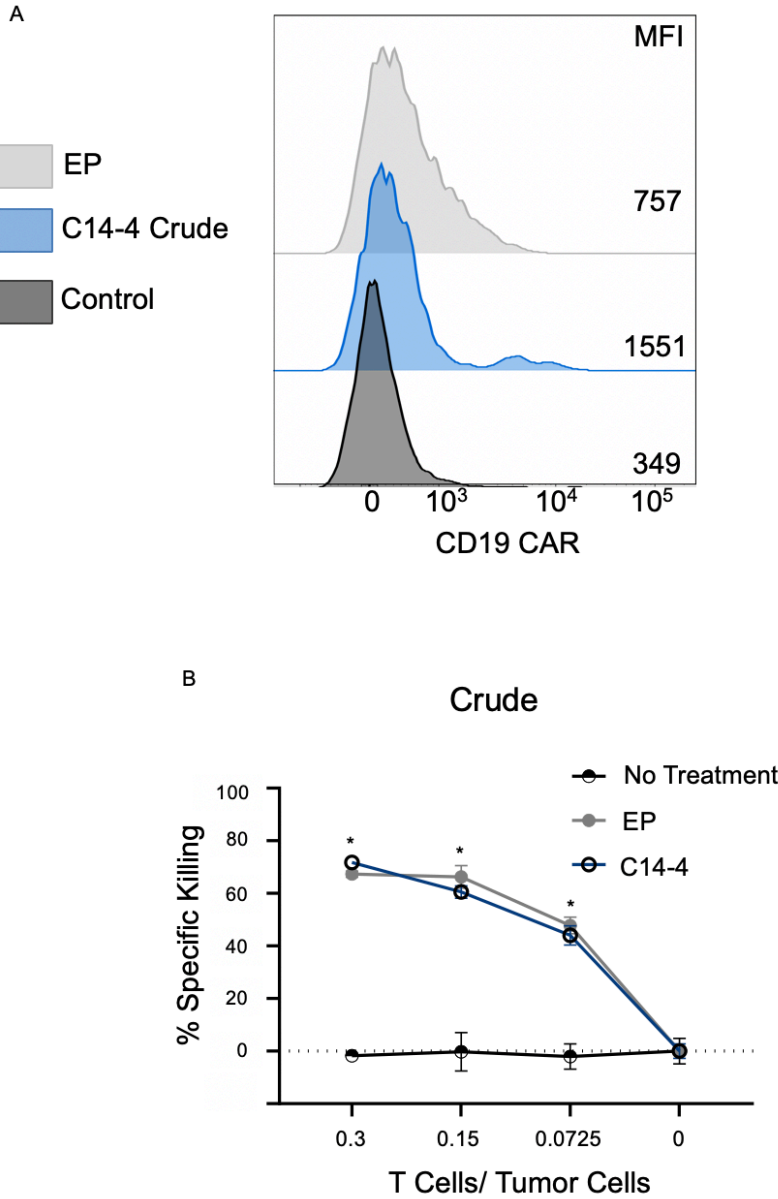 A
MFI
EP
C14-4 Crude
Control
757
1551
349
0 10³ 10⁴ 10⁵
CD19 CAR
B
Crude
No Treatment
EP
C14-4
% Specific Killing
100
80
60
40
20
0
*
*
*
0.3 0.15 0.0725 0
T Cells/ Tumor Cells